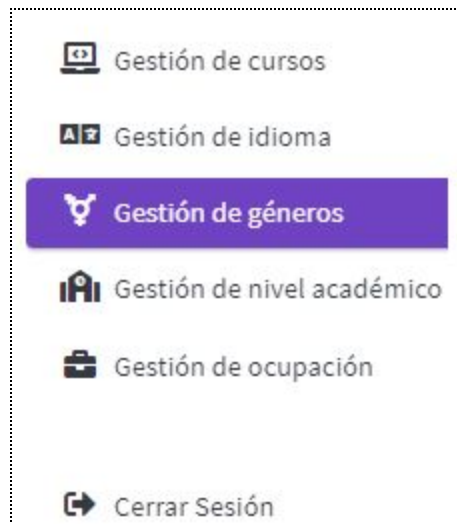 Gestión de cursos
Gestión de idioma
Gestión de géneros
Gestión de nivel académico
Gestión de ocupación
Cerrar Sesión